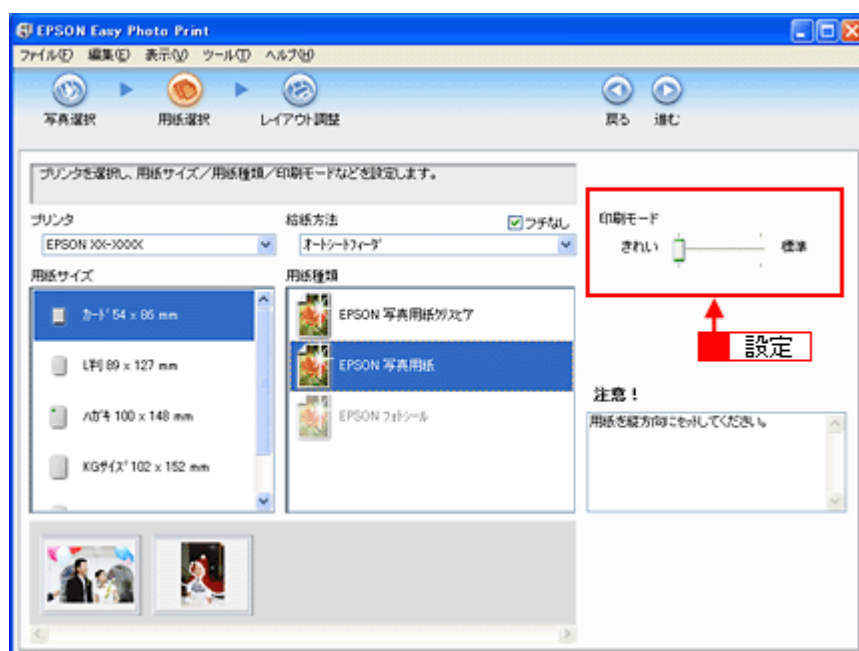 EPSON Easy Photo Print
ファイル(F) 編集(E) 表示(V) ツール(T) ヘルプ(H)
写真選択 用紙選択 レイアウト調整 戻る 進む
プリンタを選択し、用紙サイズ/用紙種類/印刷モードなどを設定します。
プリンタ
EPSON XX-XXXX
給紙方法
フチなし
オートシートフィーダ
用紙サイズ
カード 54 x 86 mm
L判 89 x 127 mm
ハガキ 100 x 148 mm
KGサイズ 102 x 152 mm
用紙種類
EPSON 写真用紙クリスピア
EPSON 写真用紙
EPSON フォトシール
印刷モード
きれい 標準
設定
注意!
用紙を縦方向にセットしてください。